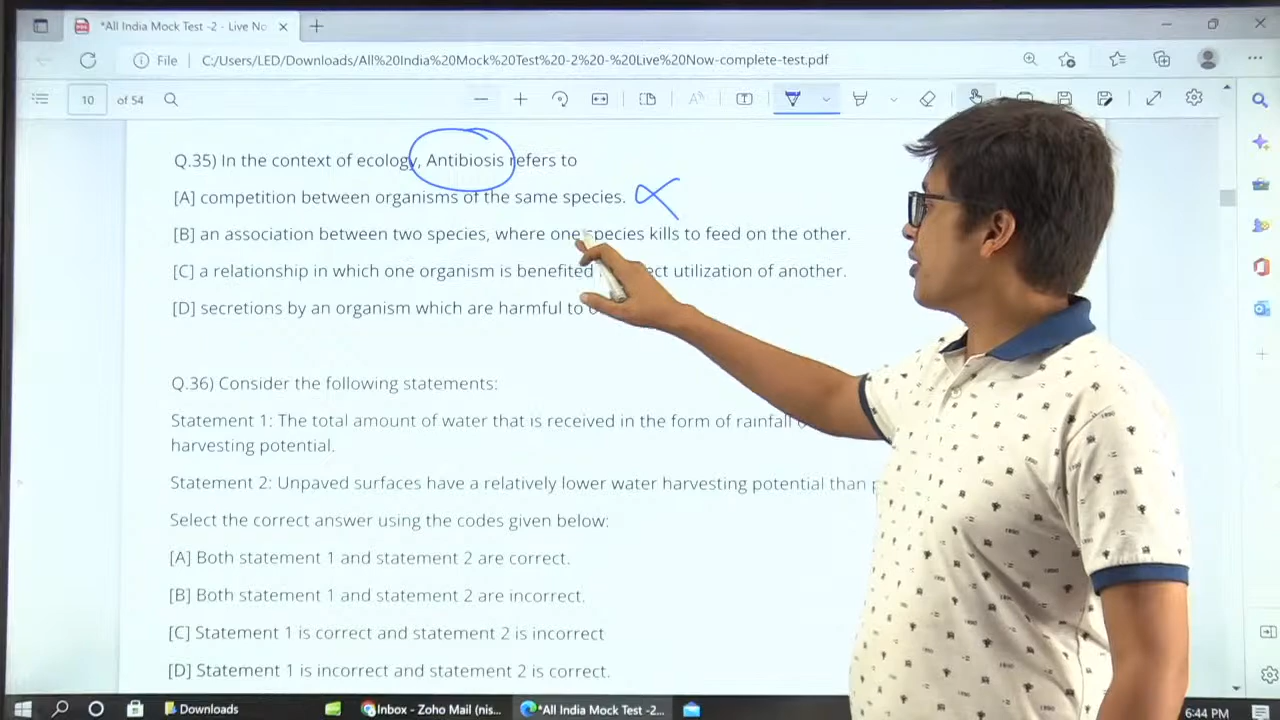 *All India Mock Test -2 - Live No
File
C:/Users/LED/Downloads/All%20India%20Mock%20Test%20-2%20-%20Live%20Now-complete-test.pdf
10 of 54
Q.35) In the context of ecology, Antibiosis refers to
[A] competition between organisms of the same species.
[B] an association between two species, where one species kills to feed on the other.
[C] a relationship in which one organism is benefited utilization of another.
[D] secretions by an organism which are harmful to
Q.36) Consider the following statements:
Statement 1: The total amount of water that is received in the form of rainfall
harvesting potential.
Statement 2: Unpaved surfaces have a relatively lower water harvesting potential than
Select the correct answer using the codes given below:
[A] Both statement 1 and statement 2 are correct.
[B] Both statement 1 and statement 2 are incorrect.
[C] Statement 1 is correct and statement 2 is incorrect
[D] Statement 1 is incorrect and statement 2 is correct.
Downloads
Inbox - Zoho Mail (nis...
*All India Mock Test -2...
6:44 PM